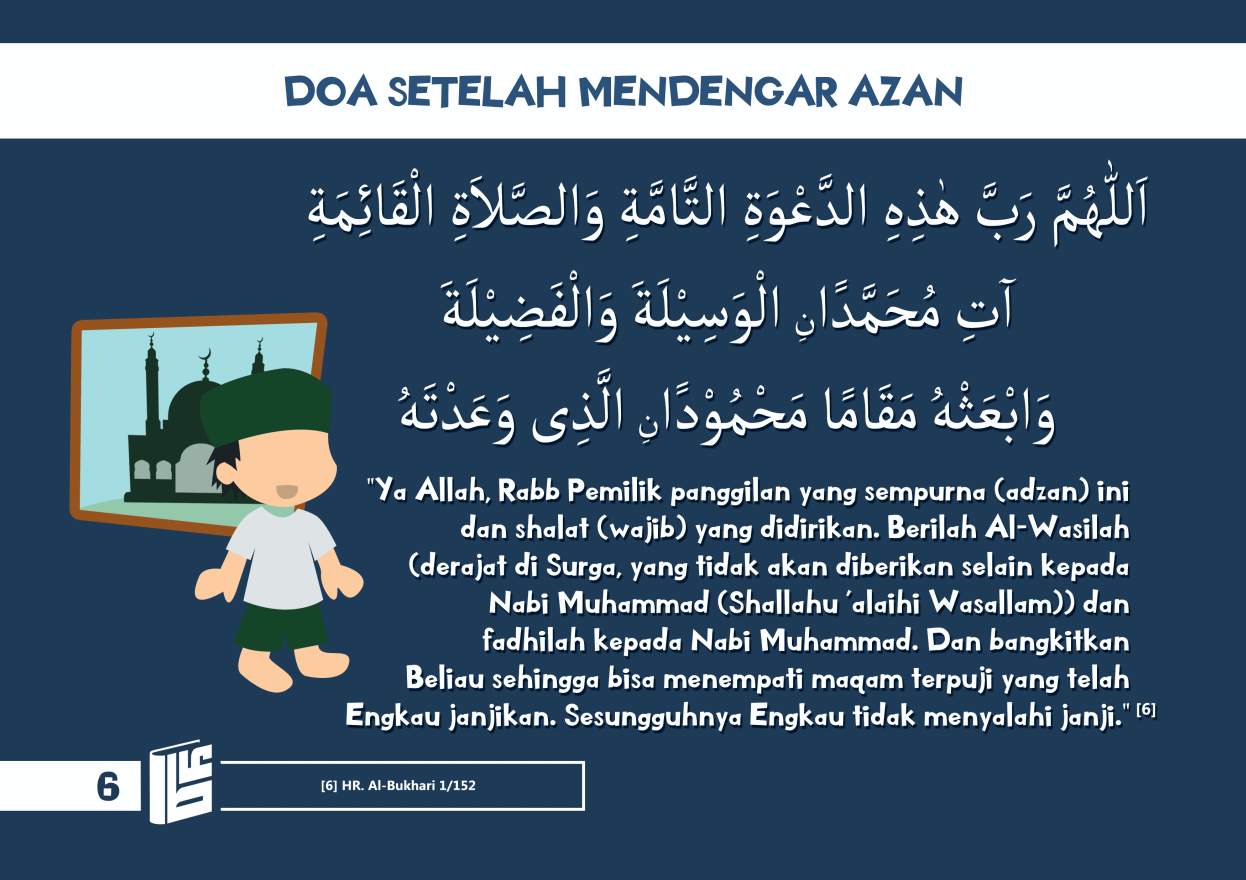 DOA SETELAH MENDENGAR AZAN
اَللّٰهُمَّ رَبَّ هٰذِهِ الدَّعْوَةِ التَّامَّةِ وَالصَّلاَةِ الْقَائِمَةِ
آتِ مُحَمَّدًانِ الْوَسِيْلَةَ وَالْفَضِيْلَةَ
وَابْعَثْهُ مَقَامًا مَحْمُوْدًانِ الَّذِى وَعَدْتَهُ
"Ya Allah, Rabb Pemilik panggilan yang sempurna (adzan) ini
dan shalat (wajib) yang didirikan. Berilah Al-Wasilah
(derajat di Surga, yang tidak akan diberikan selain kepada
Nabi Muhammad (Shallahu 'alaihi Wasallam)) dan
fadhilah kepada Nabi Muhammad. Dan bangkitkan
Beliau sehingga bisa menempati maqam terpuji yang telah
Engkau janjikan. Sesungguhnya Engkau tidak menyalahi janji." [6]
6
[6] HR. Al-Bukhari 1/152